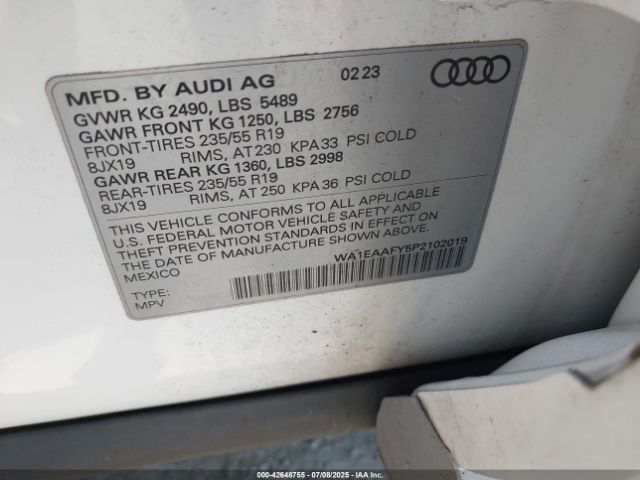 MFD. BY AUDI AG 02 23
GVWR KG 2490, LBS 5489
GAWR FRONT KG 1250, LBS 2756
FRONT-TIRES 235/55 R19
8JX19 RIMS, AT 230 KPA 33 PSI COLD
GAWR REAR KG 1360, LBS 2998
REAR-TIRES 235/55 R19
8JX19 RIMS, AT 250 KPA 36 PSI COLD
THIS VEHICLE CONFORMS TO ALL APPLICABLE
U.S. FEDERAL MOTOR VEHICLE SAFETY AND
THEFT PREVENTION STANDARDS IN EFFECT ON
THE DATE OF MANUFACTURE SHOWN ABOVE
MEXICO
WA1EAAFY5P2102019
TYPE:
MPV
000-42648755 - 07/08/2025 - IAA Inc.